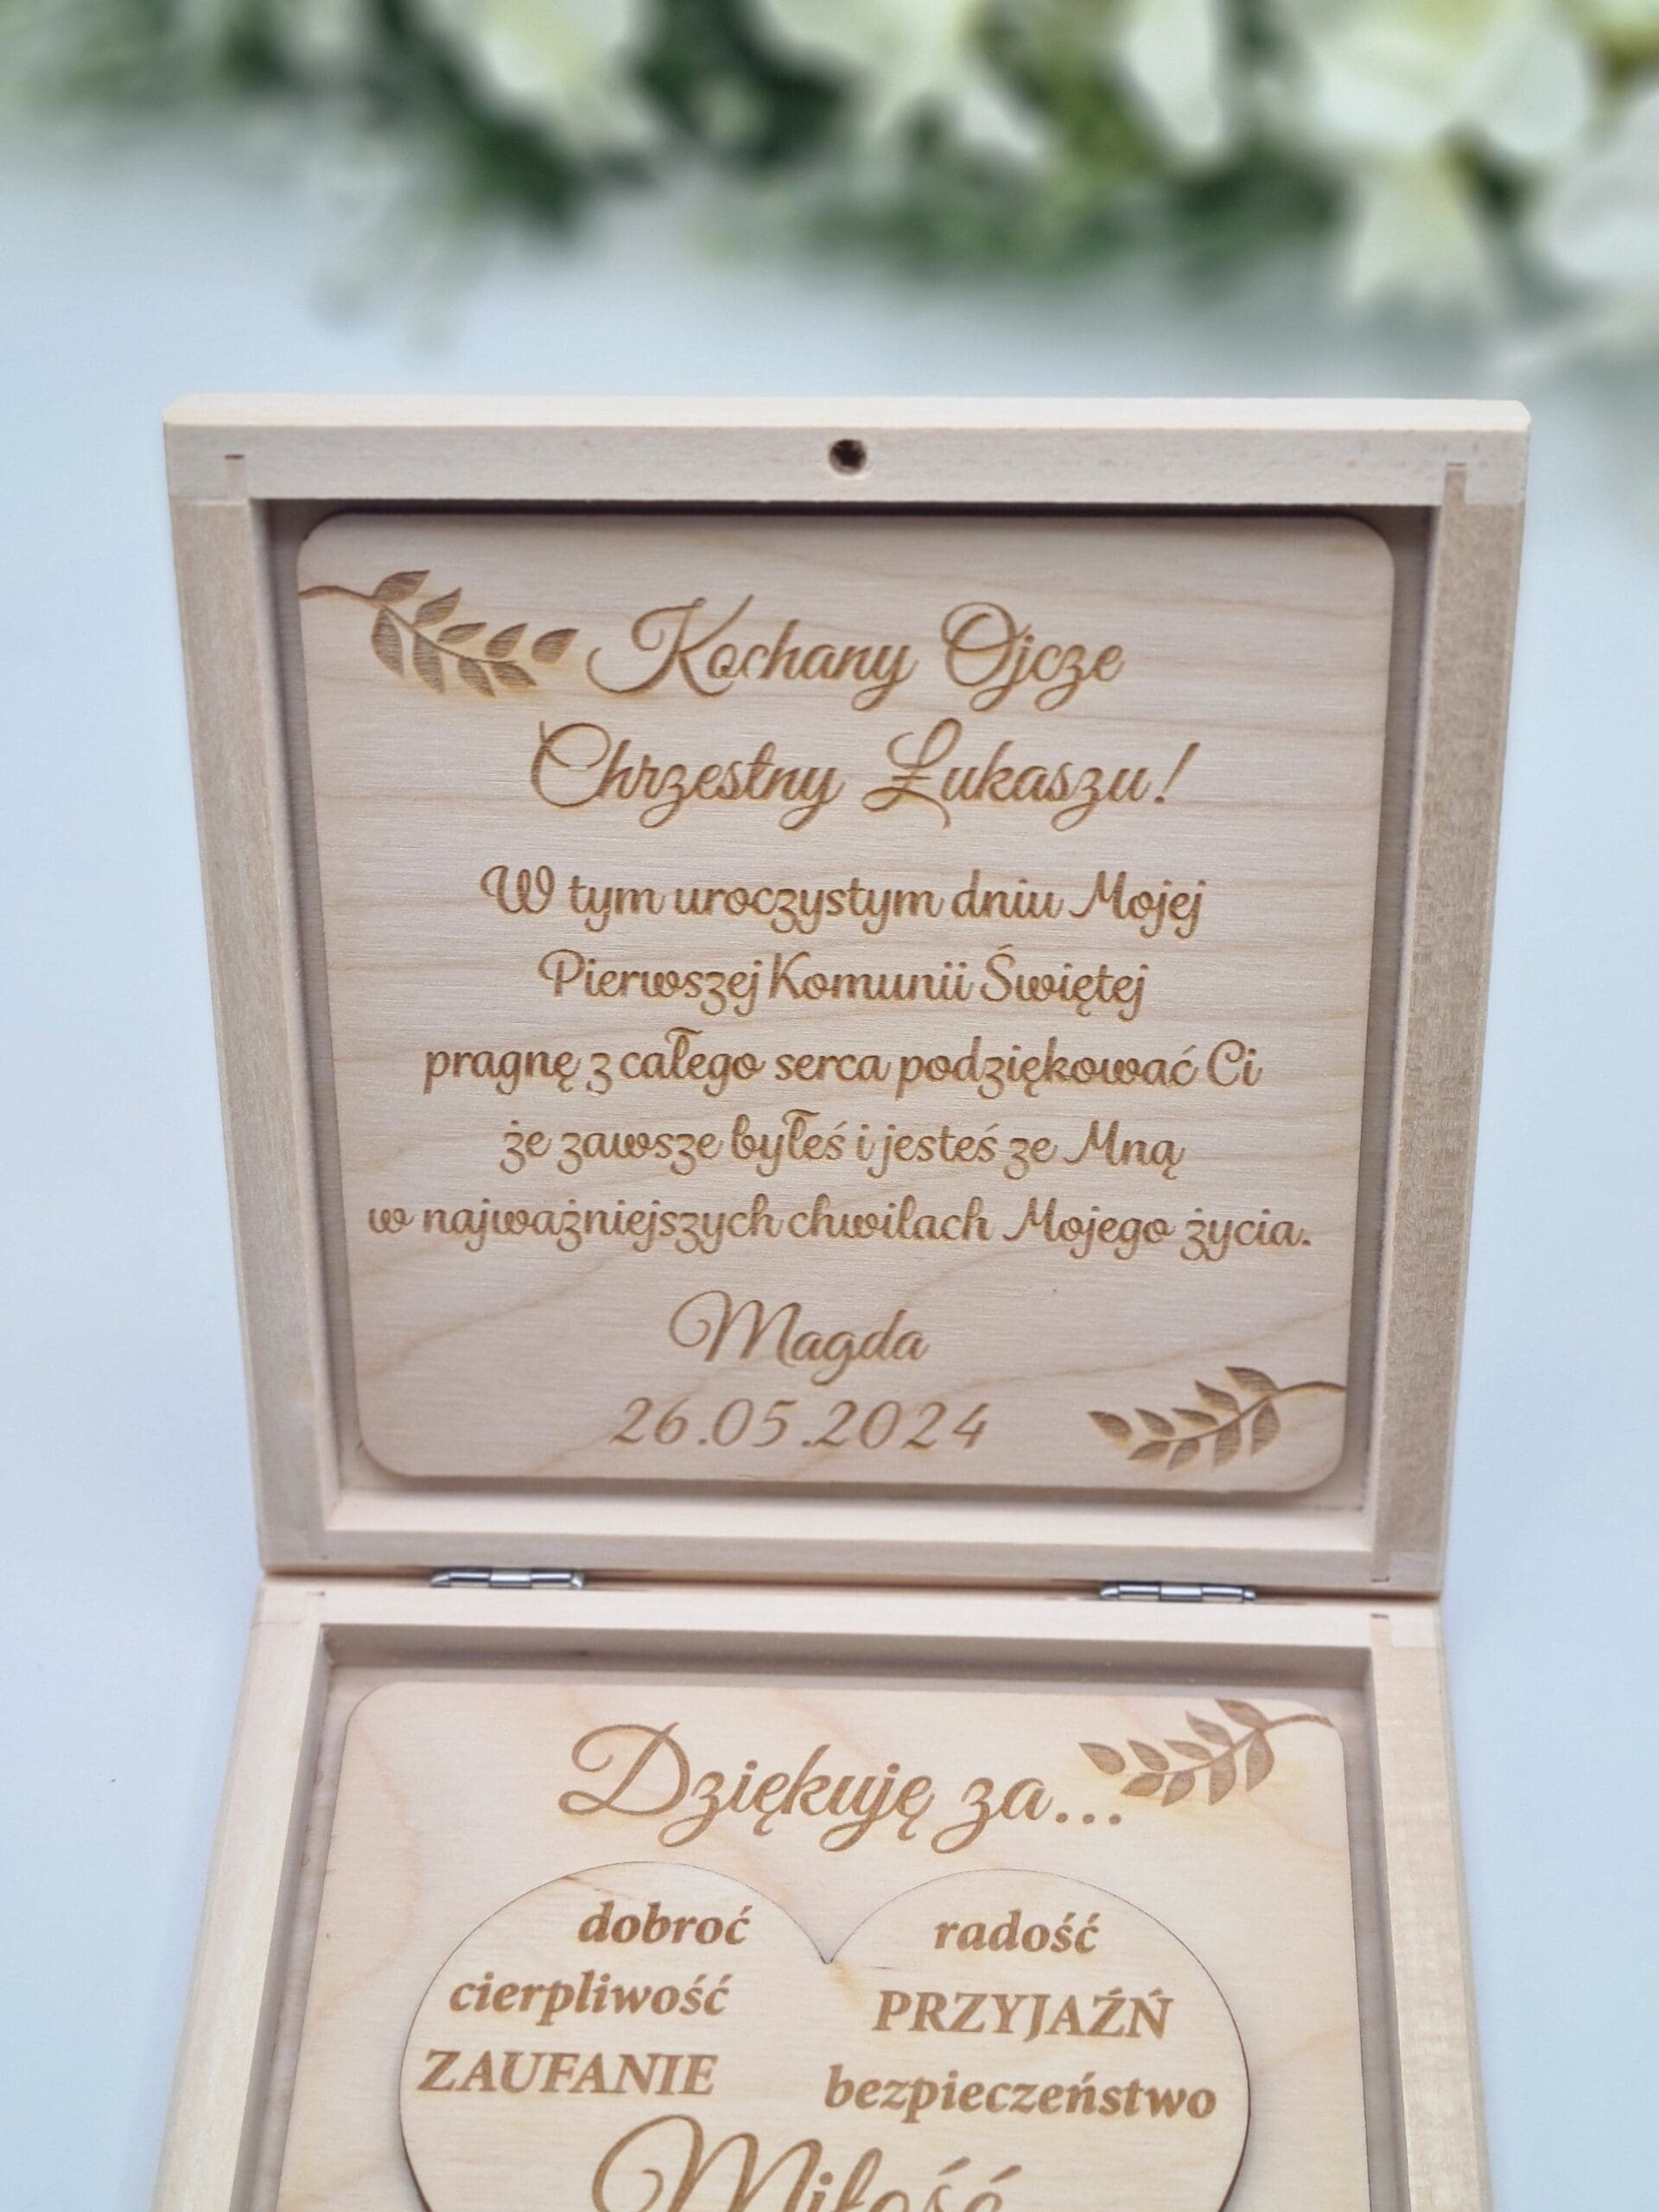 Kochany Ojcze
Chrzestny Łukaszu!
W tym uroczystym dniu Mojej
Pierwszej Komunii Świętej
pragnę z całego serca podziękować Ci
że zawsze byłeś i jesteś ze Mną
w najważniejszych chwilach Mojego życia.
Magda
26.05.2024
Dziękuję za...
dobroć
radość
cierpliwość
PRZYJAŹŃ
ZAUFANIE
bezpieczeństwo
Miłość